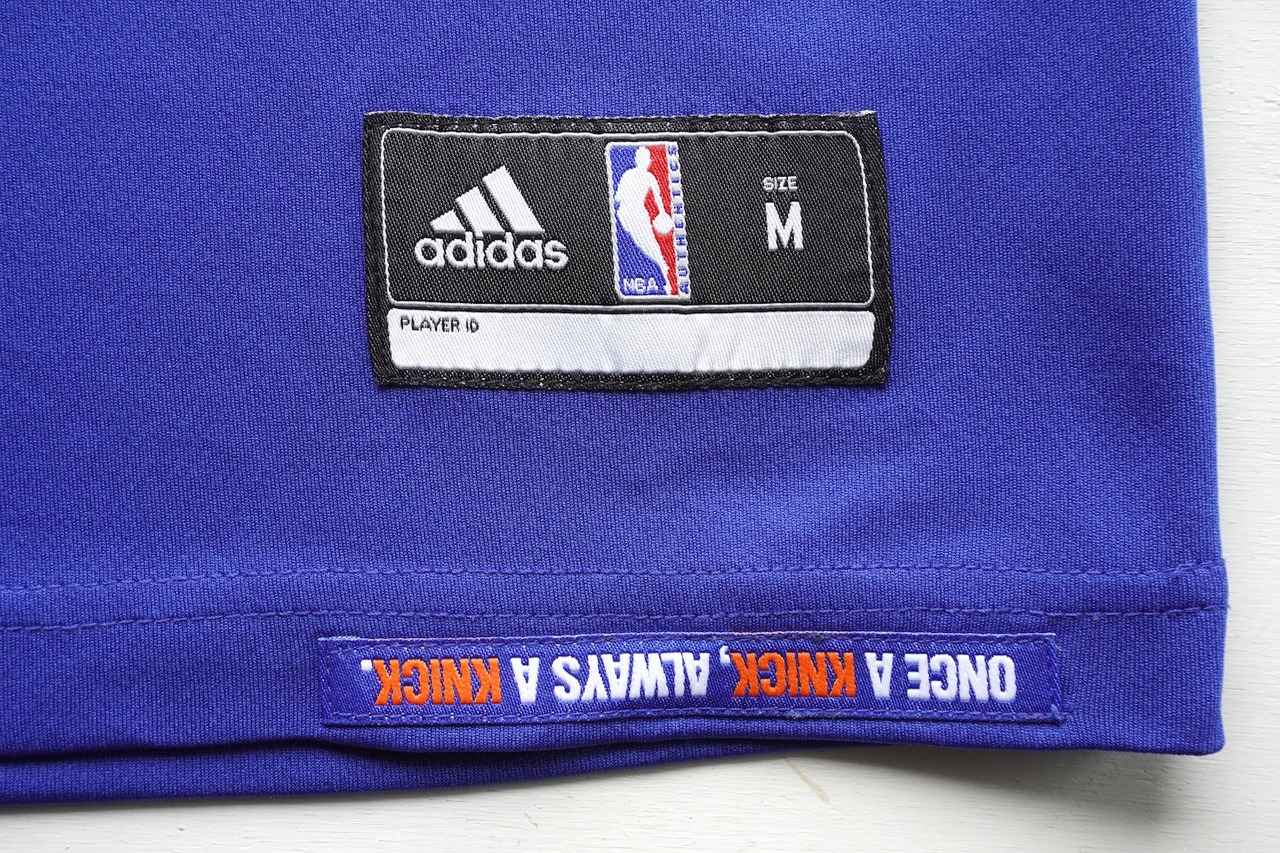 adidas
NBA
AUTHENTICS
SIZE
M
PLAYER ID
ONCE A KNICK, ALWAYS A KNICK.